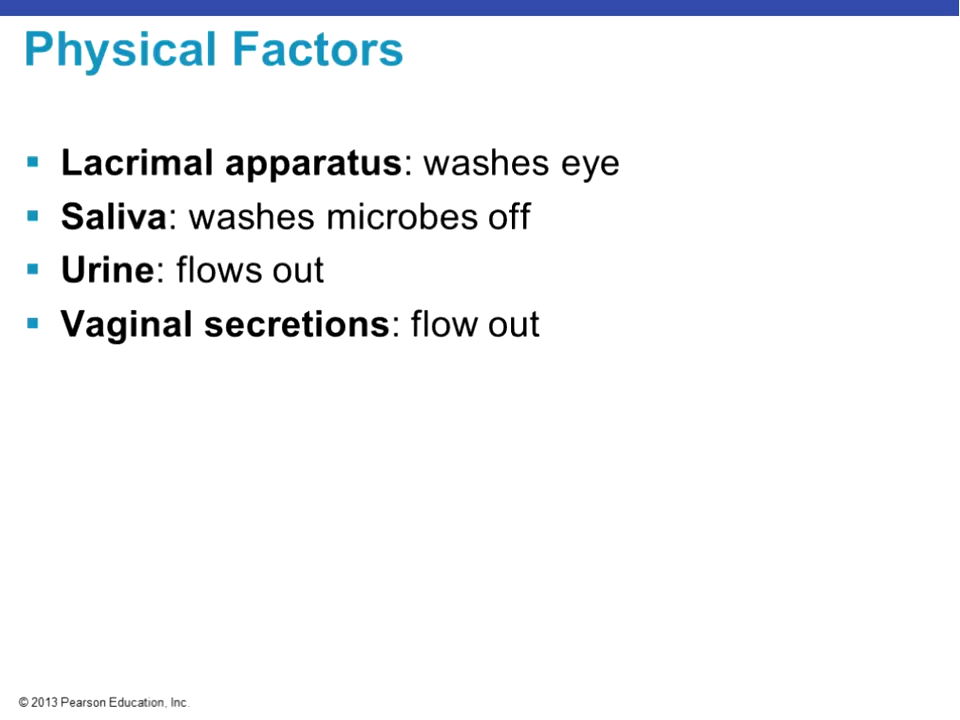 Physical Factors
▪ Lacrimal apparatus: washes eye
▪ Saliva: washes microbes off
▪ Urine: flows out
▪ Vaginal secretions: flow out
© 2013 Pearson Education, Inc.